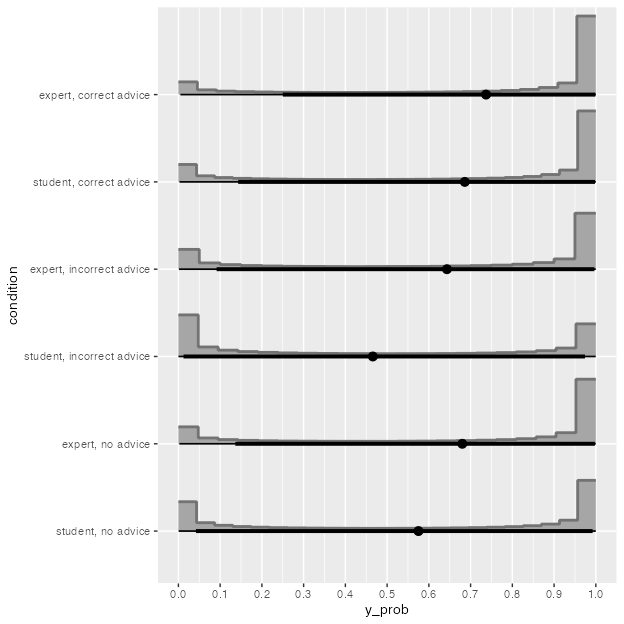 expert, correct advice
student, correct advice
expert, incorrect advice
student, incorrect advice
expert, no advice
student, no advice
condition
0.0 0.1 0.2 0.3 0.4 0.5 0.6 0.7 0.8 0.9 1.0
y_prob